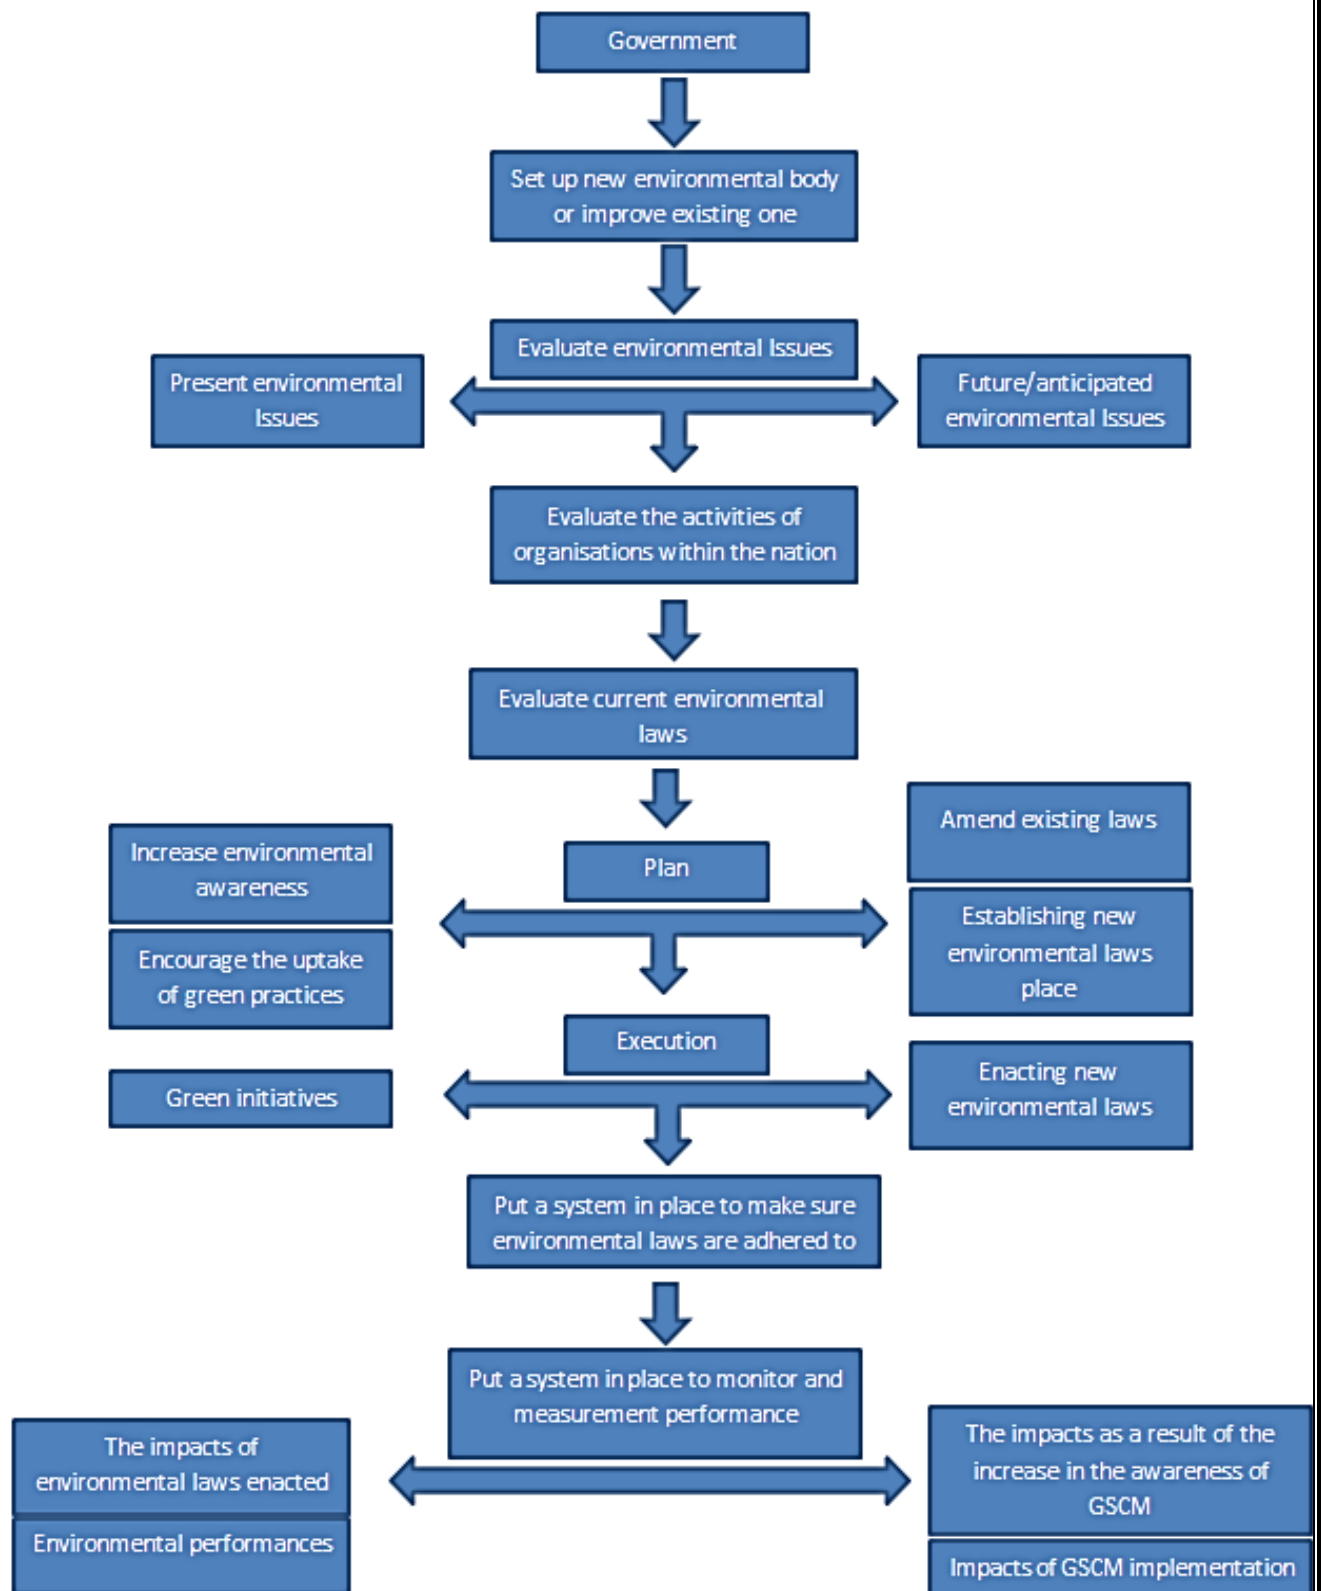 Government
Set up new environmental body
or improve existing one
Evaluate environmental Issues
Present environmental
Issues
Future/anticipated
environmental Issues
Evaluate the activities of
organisations within the nation
Evaluate current environmental
laws
Plan
Increase environmental
awareness
Encourage the uptake
of green practices
Amend existing laws
Establishing new
environmental laws
place
Execution
Green initiatives
Enacting new
environmental laws
Put a system in place to make sure
environmental laws are adhered to
Put a system in place to monitor and
measurement performance
The impacts of
environmental laws enacted
Environmental performances
The impacts as a result of the
increase in the awareness of
GSCM
Impacts of GSCM implementation